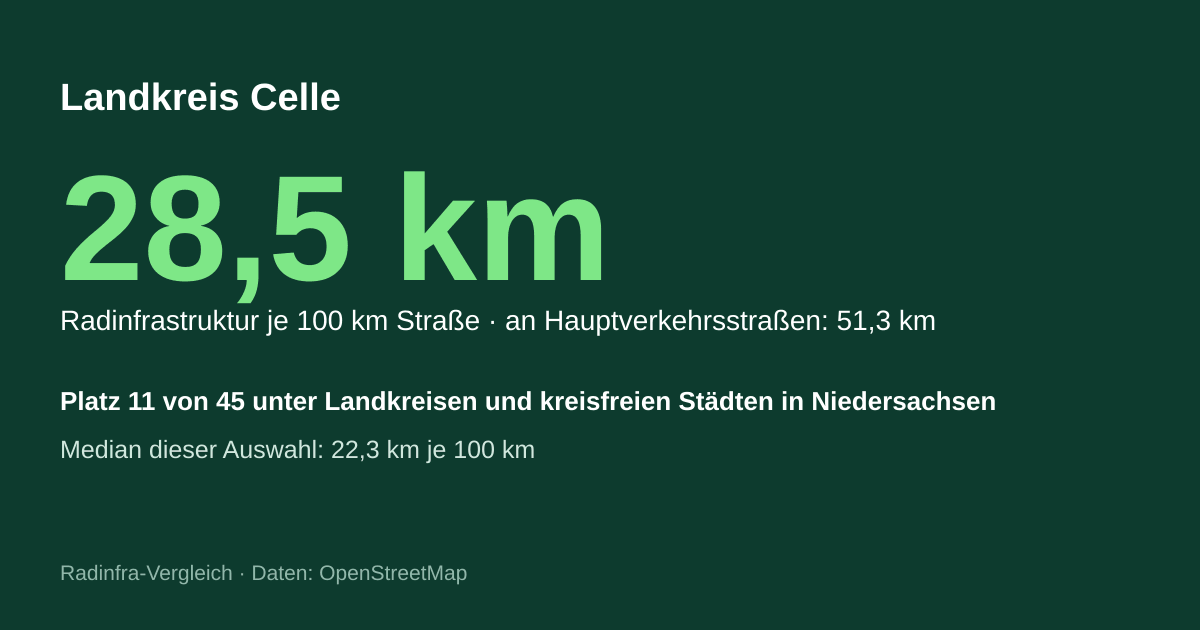 Landkreis Celle
28,5 km
Radinfrastruktur je 100 km Straße · an Hauptverkehrsstraßen: 51,3 km
Platz 11 von 45 unter Landkreisen und kreisfreien Städten in Niedersachsen
Median dieser Auswahl: 22,3 km je 100 km
Radinfra-Vergleich · Daten: OpenStreetMap